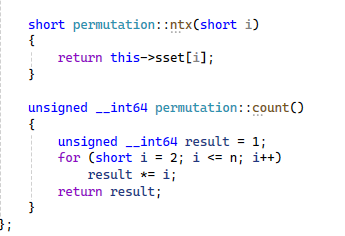 short permutation::ntx(short i)
{
return this->sset[i];
}
unsigned __int64 permutation::count()
{
unsigned __int64 result = 1;
for (short i = 2; i <= n; i++)
result *= i;
return result;
}
};